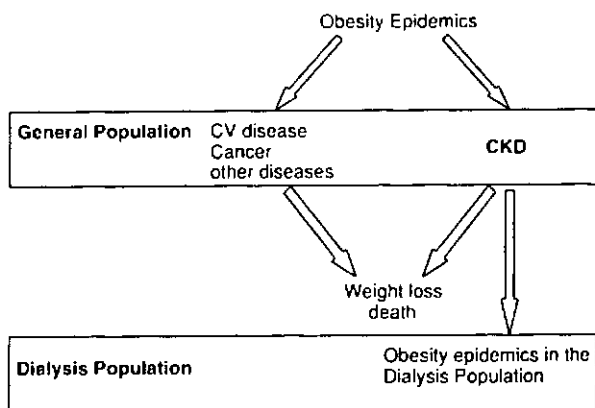 Obesity Epidemics
General Population
CV disease
Cancer
other diseases
CKD
Weight loss
death
Dialysis Population
Obesity epidemics in the
Dialysis Population